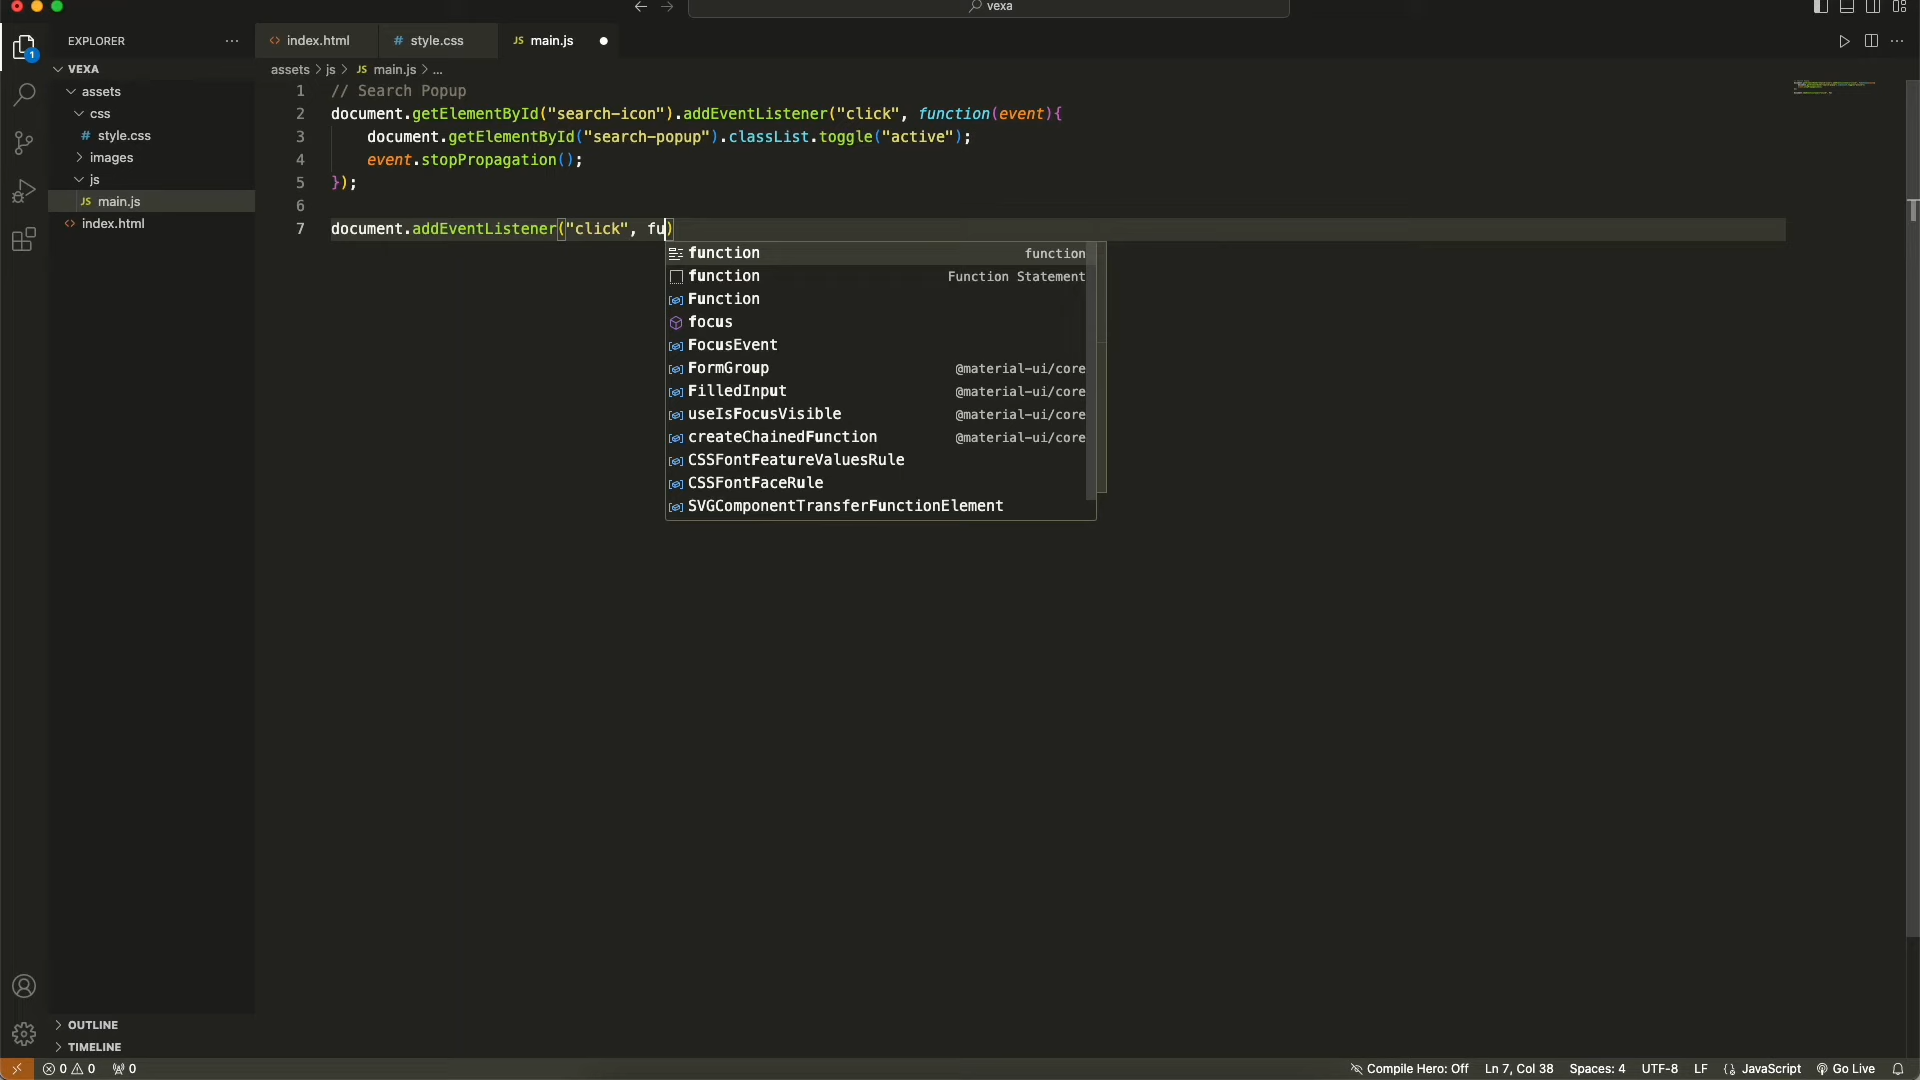 vexa
EXPLORER
index.html
style.css
main.js
VEXA
assets
css
style.css
images
js
main.js
index.html
assets > js > JS main.js > ...
1 // Search Popup
2 document.getElementById("search-icon").addEventListener("click", function(event){
3 document.getElementById("search-popup").classList.toggle("active");
4 event.stopPropagation();
5 });
6
7 document.addEventListener("click", fu)
function function
function Function Statement
Function
focus
FocusEvent
FormGroup @material-ui/core
FilledInput @material-ui/core
useIsFocusVisible @material-ui/core
createChainedFunction @material-ui/core
CSSFontFeatureValuesRule
CSSFontFaceRule
SVGComponentTransferFunctionElement
1
OUTLINE
TIMELINE
0 0 0 Compile Hero: Off Ln 7, Col 38 Spaces: 4 UTF-8 LF {} JavaScript Go Live